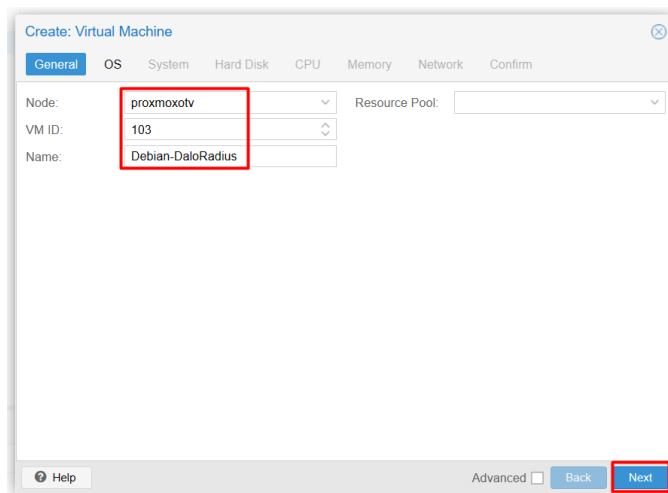 Create: Virtual Machine
General OS System Hard Disk CPU Memory Network Confirm
Node: proxmoxotv Resource Pool:
VM ID: 103
Name: Debian-DaloRadius
Help Advanced Back Next